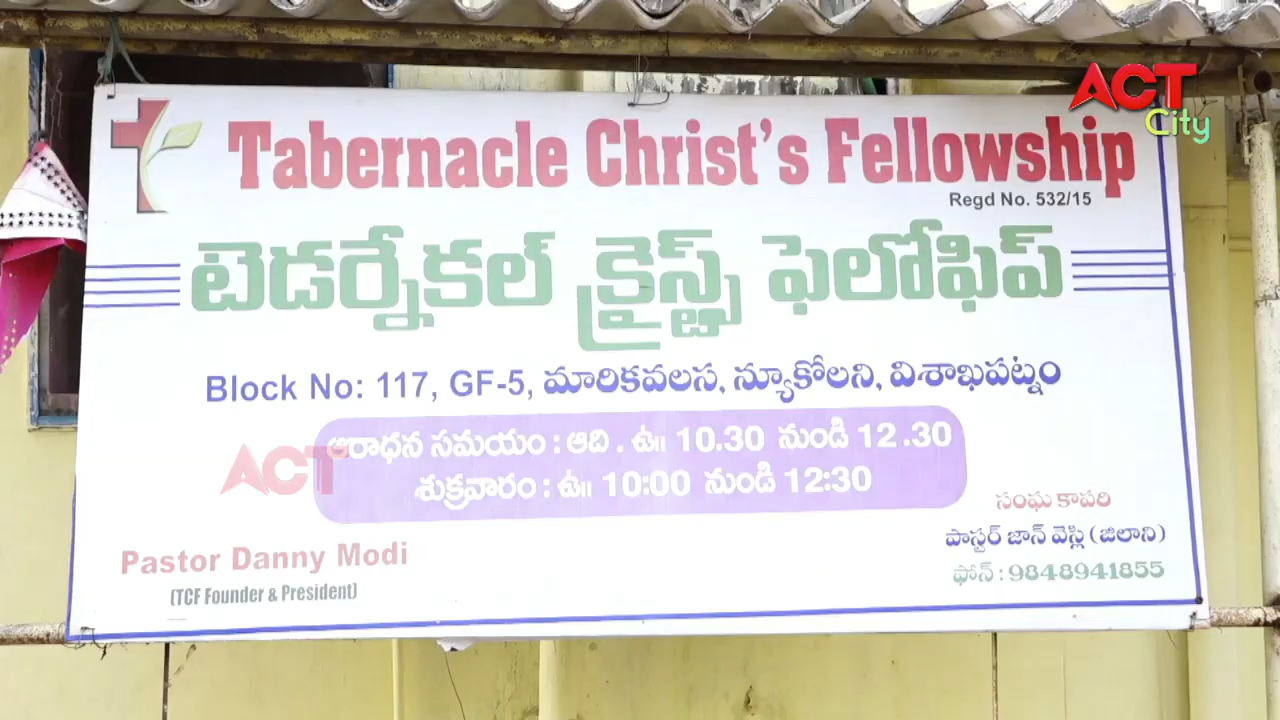 ACT
City
Tabernacle Christ's Fellowship
Regd No. 532/15
టెడర్నేకల్ క్రైస్ట్స్ ఫెలోషిప్
Block No: 117, GF-5, మారికవలస, న్యూకోలని, విశాఖపట్నం
ఆరాధన సమయం : ఆది . ఉ॥ 10.30 నుండి 12.30
ACT
శుక్రవారం : ఉ॥ 10:00 నుండి 12:30
సంఘ కాపరి
పాస్టర్ జాన్ వెస్లి (జిలాని)
ఫోన్ : 9848941855
Pastor Danny Modi
(TCF Founder & President)